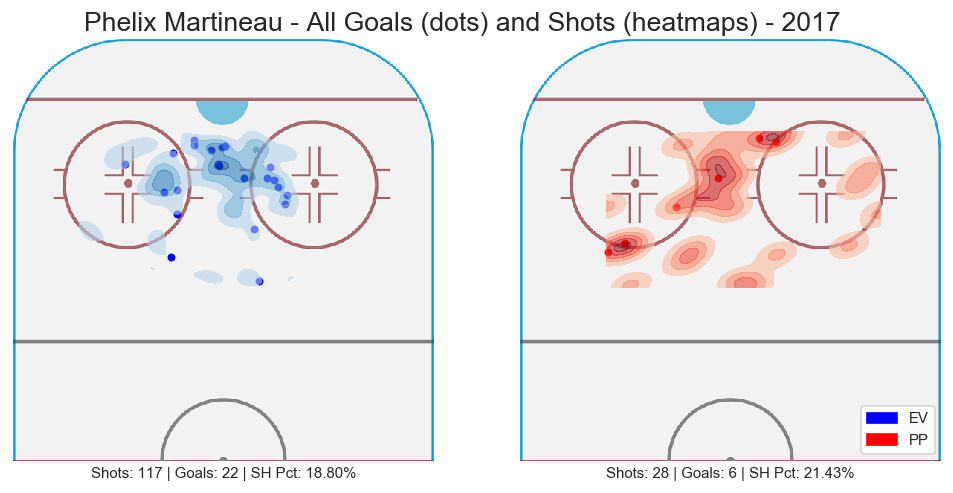 Phelix Martineau - All Goals (dots) and Shots (heatmaps) - 2017
EV
PP
Shots: 117 | Goals: 22 | SH Pct: 18.80%
Shots: 28 | Goals: 6 | SH Pct: 21.43%